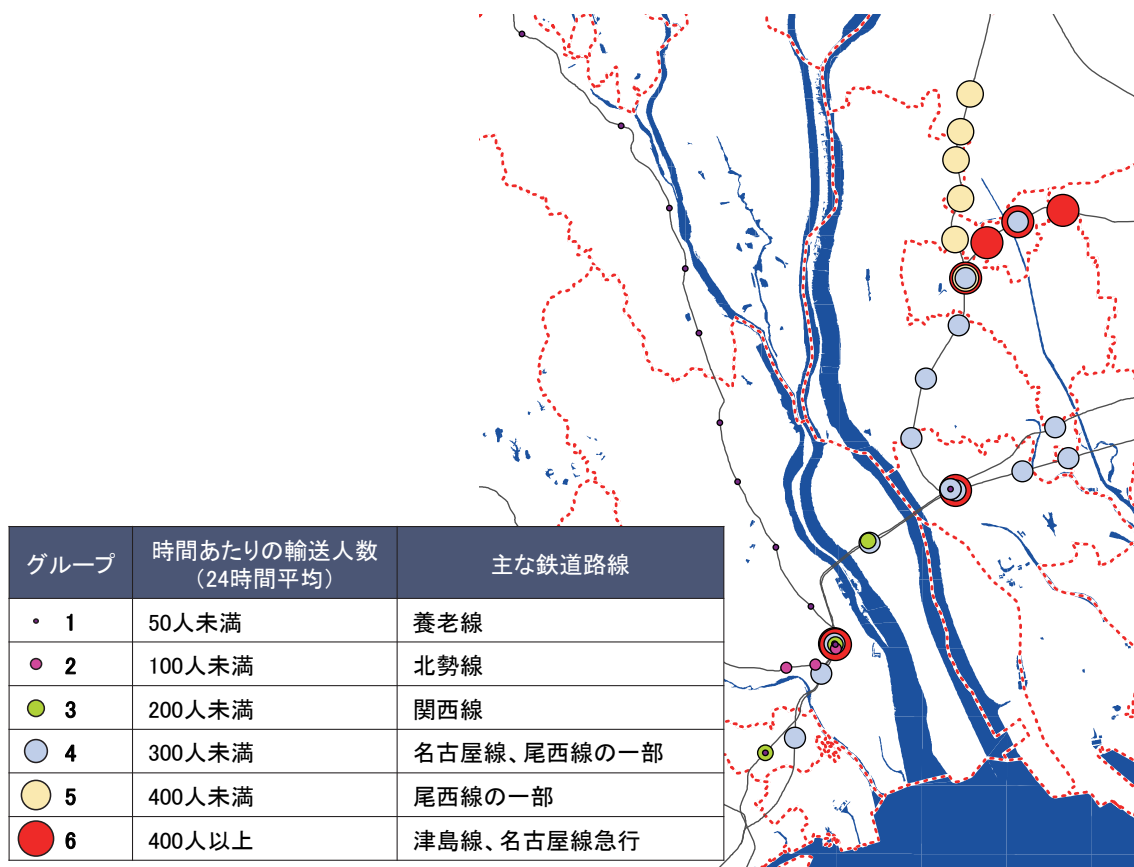 グループ 時間あたりの輸送人数 主な鉄道路線
（24時間平均）
1 50人未満 養老線
2 100人未満 北勢線
3 200人未満 関西線
4 300人未満 名古屋線、尾西線の一部
5 400人未満 尾西線の一部
6 400人以上 津島線、名古屋線急行